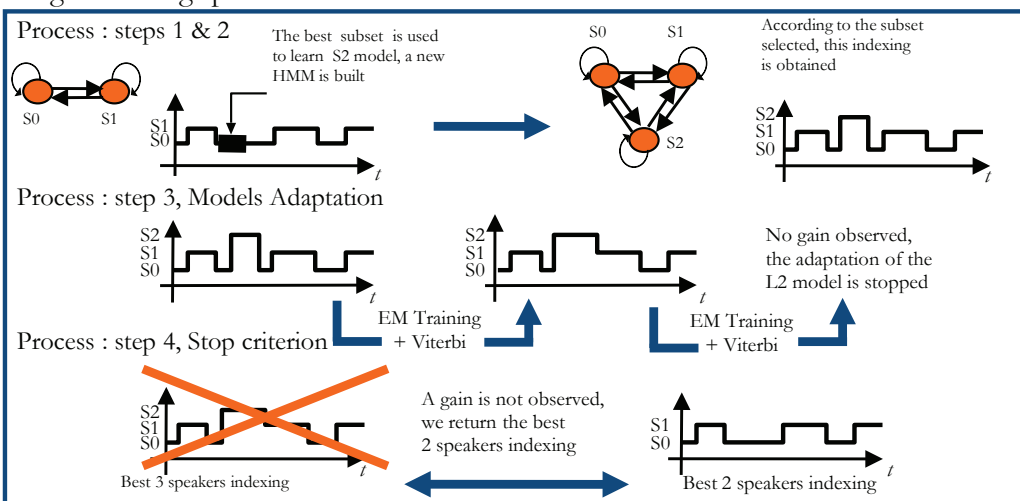 Process : steps 1 & 2
The best subset is used
to learn S2 model, a new
HMM is built
S0
S1
According to the subset
selected, this indexing
is obtained
S0
S1
S1
S0
t
S2
S2
S1
S0
t
Process : step 3, Models Adaptation
S2
S1
S0
t
S2
S1
S0
t
No gain observed,
the adaptation of the
L2 model is stopped
EM Training
+ Viterbi
EM Training
+ Viterbi
Process : step 4, Stop criterion
S2
S1
S0
t
A gain is not observed,
we return the best
2 speakers indexing
S1
S0
t
Best 3 speakers indexing
Best 2 speakers indexing